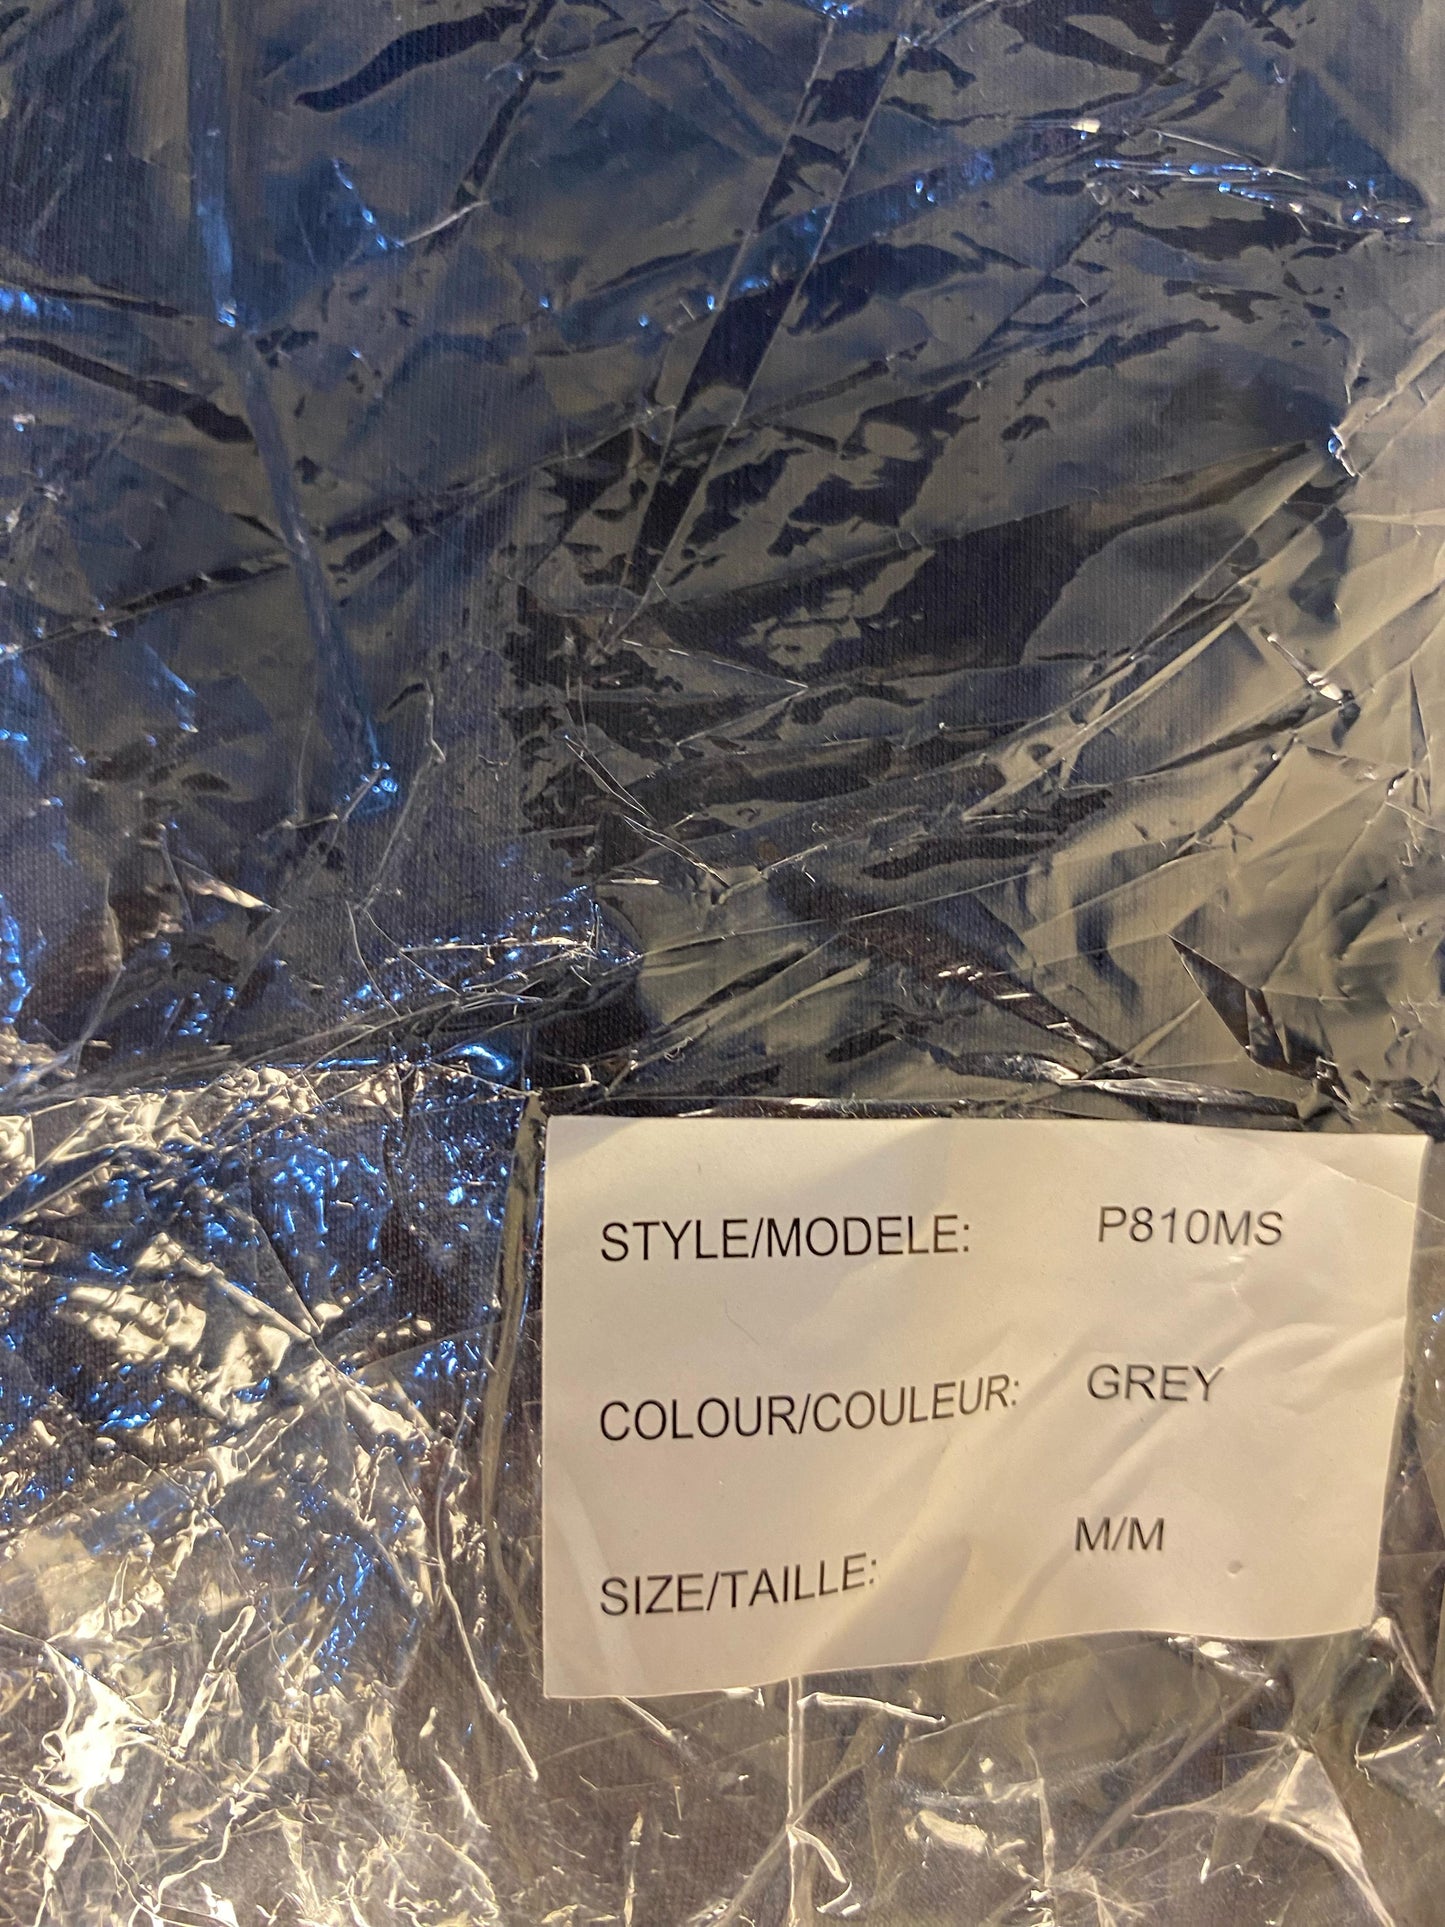 STYLE/MODELE: P810MS
COLOUR/COULEUR: GREY
SIZE/TAILLE: M/M